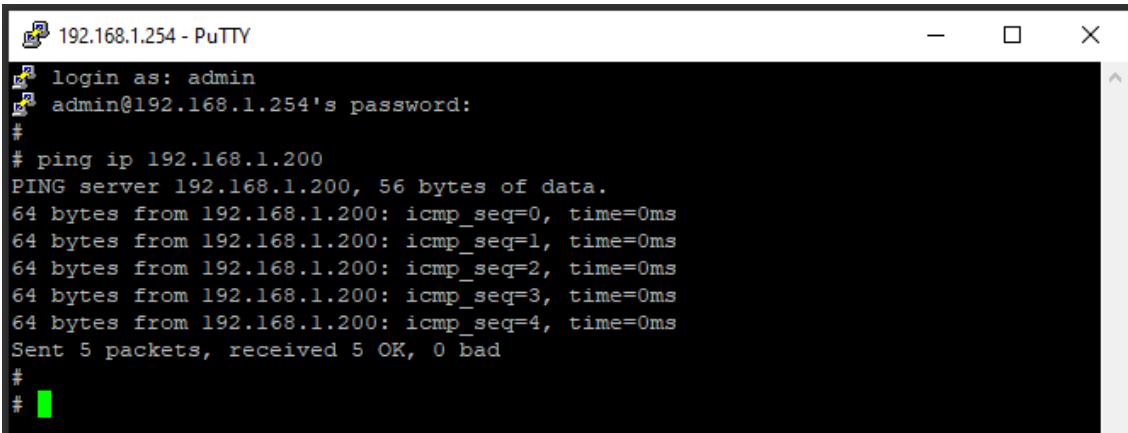 192.168.1.254 - PuTTY
login as: admin
admin@192.168.1.254's password:
#
# ping ip 192.168.1.200
PING server 192.168.1.200, 56 bytes of data.
64 bytes from 192.168.1.200: icmp_seq=0, time=0ms
64 bytes from 192.168.1.200: icmp_seq=1, time=0ms
64 bytes from 192.168.1.200: icmp_seq=2, time=0ms
64 bytes from 192.168.1.200: icmp_seq=3, time=0ms
64 bytes from 192.168.1.200: icmp_seq=4, time=0ms
Sent 5 packets, received 5 OK, 0 bad
#
#